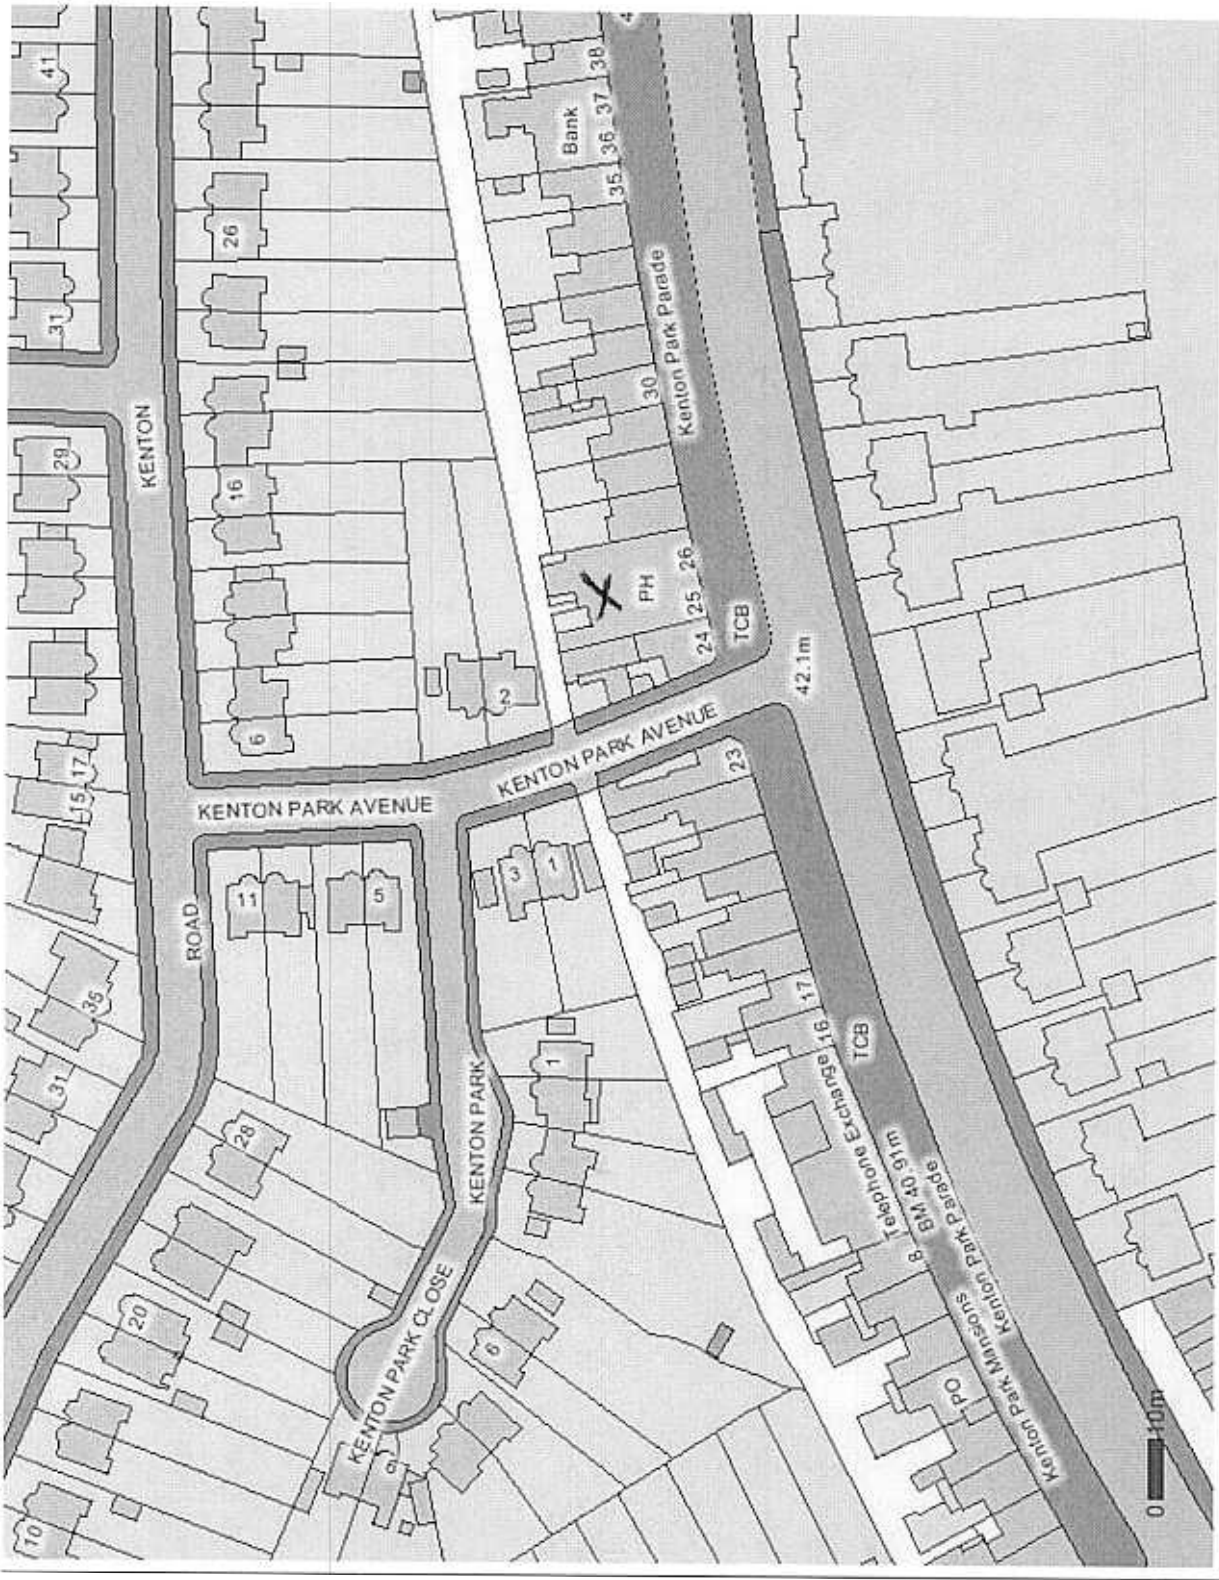 41
38
37
36
35
Bank
26
31
Kenton Park Parade
30
KENTON
29
16
26
25
24
PH
X
TCB
42.1m
2
6
KENTON PARK AVENUE
KENTON PARK AVENUE
17
15
23
3
1
5
11
ROAD
35
17
16
TCB
Telephone Exchange
1
KENTON PARK
31
28
BM 40.91m
Kenton Park Parade
8
Kenton Park Mansions
KENTON PARK CLOSE
20
6
PO
10
0 10m